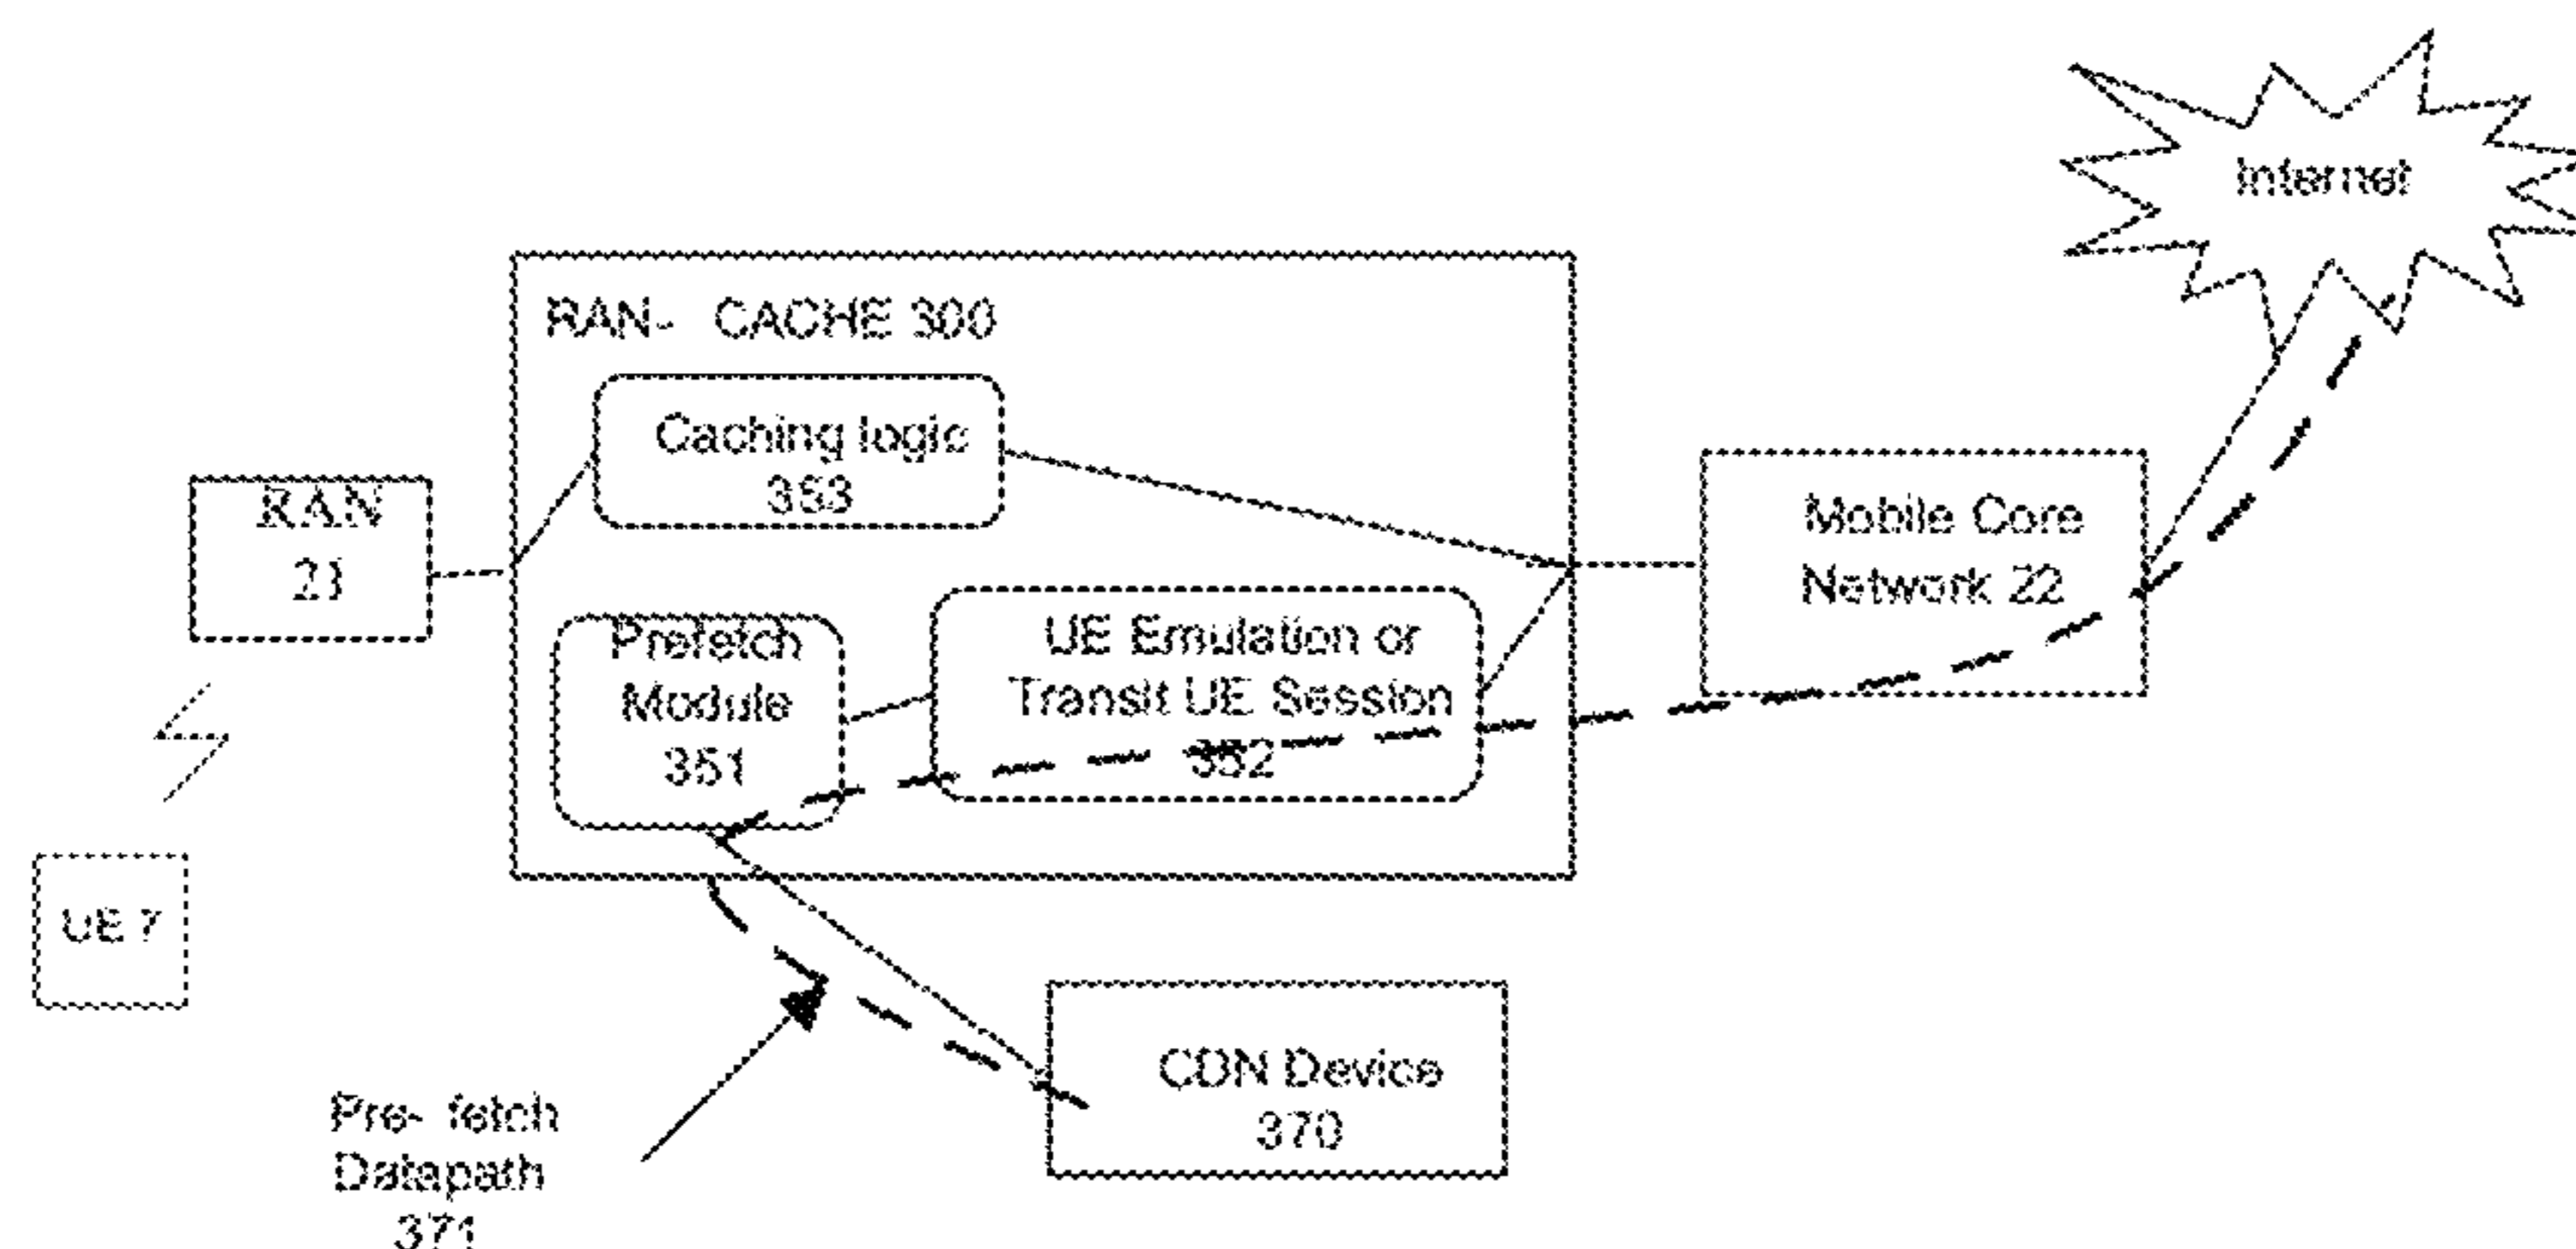 Internet
RAN- CACHE 300
Caching logic
353
RAN
21
Mobile Core
Network 22
Prefetch
Module
351
UE Emulation or
Transit UE Session
352
UE 7
CDN Device
370
Pre- fetch
Datapath
371